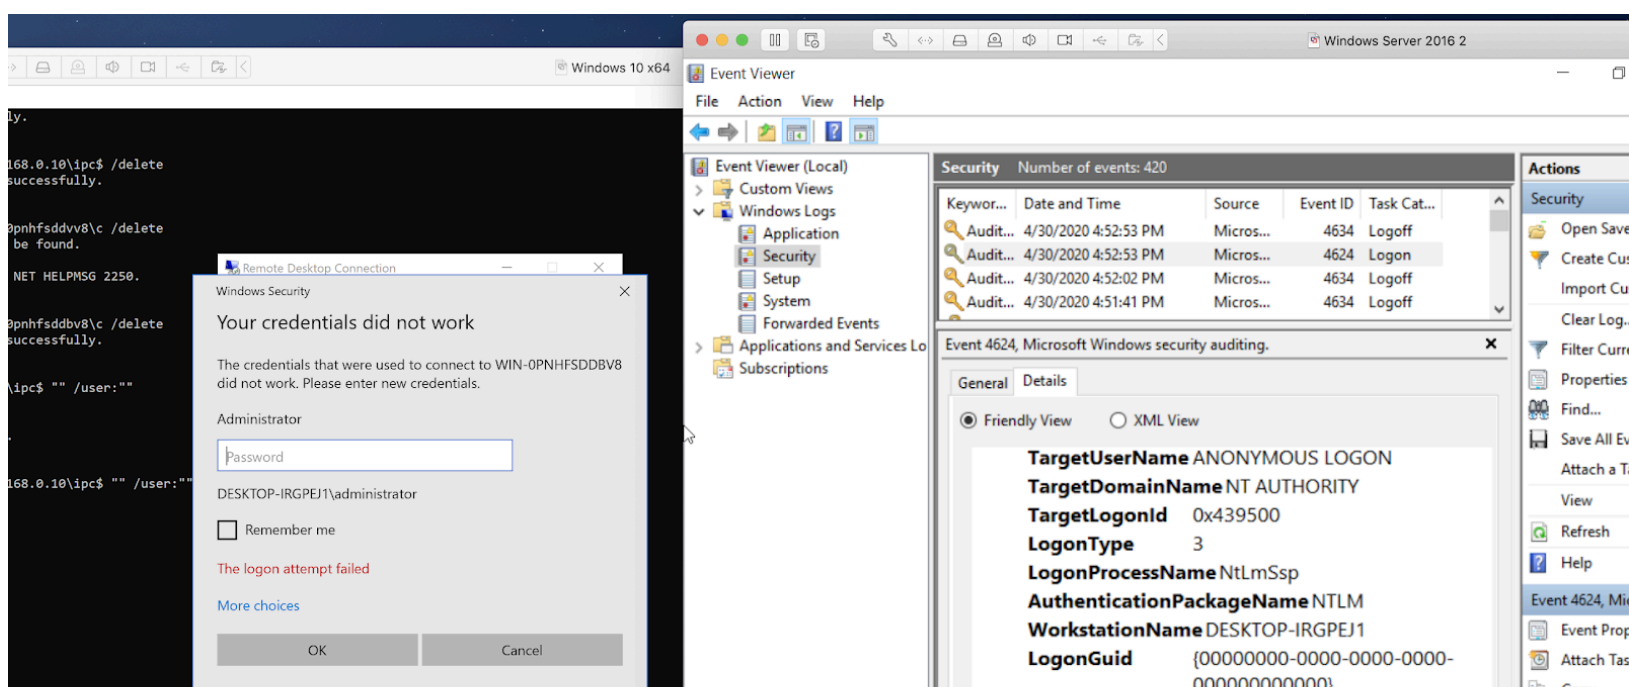 Windows 10 x64
ly.
168.0.10\ipc$ /delete
successfully.
0pnhfsddvv8\c /delete
be found.
NET HELPMSG 2250.
0pnhfsddbv8\c /delete
successfully.
\ipc$ "" /user:""
.
168.0.10\ipc$ "" /user:""
Remote Desktop Connection
Windows Security
Your credentials did not work
The credentials that were used to connect to WIN-0PNHFSDDBV8
did not work. Please enter new credentials.
Administrator
Password
DESKTOP-IRGPEJ1\administrator
Remember me
The logon attempt failed
More choices
OK Cancel
Windows Server 2016 2
Event Viewer
File Action View Help
Event Viewer (Local)
Custom Views
Windows Logs
Application
Security
Setup
System
Forwarded Events
Applications and Services Lo
Subscriptions
Security Number of events: 420
Keywor... Date and Time Source Event ID Task Cat...
Audit... 4/30/2020 4:52:53 PM Micros... 4634 Logoff
Audit... 4/30/2020 4:52:53 PM Micros... 4624 Logon
Audit... 4/30/2020 4:52:02 PM Micros... 4634 Logoff
Audit... 4/30/2020 4:51:41 PM Micros... 4634 Logoff
Event 4624, Microsoft Windows security auditing.
General Details
Friendly View XML View
TargetUserName ANONYMOUS LOGON
TargetDomainName NT AUTHORITY
TargetLogonId 0x439500
LogonType 3
LogonProcessName NtLmSsp
AuthenticationPackageName NTLM
WorkstationName DESKTOP-IRGPEJ1
LogonGuid {00000000-0000-0000-0000-
000000000000}
Actions
Security
Open Save
Create Cus
Import Cu
Clear Log..
Filter Curre
Properties
Find...
Save All Ev
Attach a Ta
View
Refresh
Help
Event 4624, Mic
Event Prop
Attach Tas